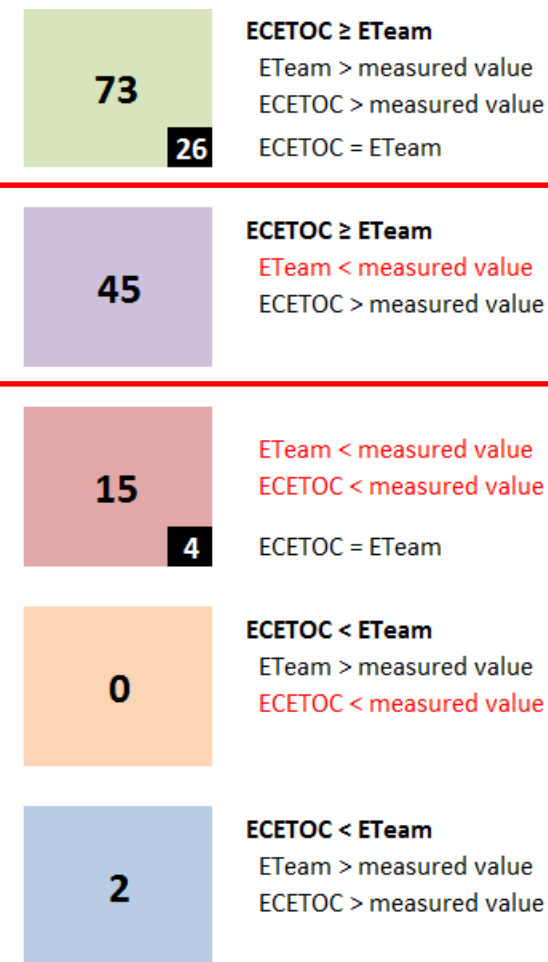 73
26
ECETOC ≥ ETeam
ETeam > measured value
ECETOC > measured value
ECETOC = ETeam
45
ECETOC ≥ ETeam
ETeam < measured value
ECETOC > measured value
15
4
ETeam < measured value
ECETOC < measured value
ECETOC = ETeam
0
ECETOC < ETeam
ETeam > measured value
ECETOC < measured value
2
ECETOC < ETeam
ETeam > measured value
ECETOC > measured value